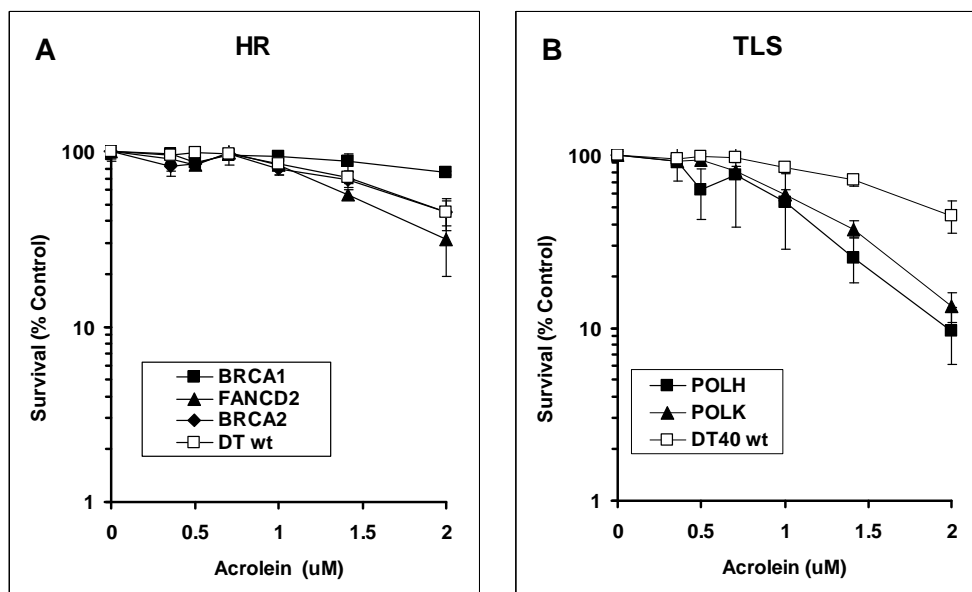 A
HR
Survival (% Control)
100
10
1
BRCA1
FANCD2
BRCA2
DT wt
0 0.5 1 1.5 2
Acrolein (uM)
B
TLS
Survival (% Control)
100
10
1
POLH
POLK
DT40 wt
0 0.5 1 1.5 2
Acrolein (uM)